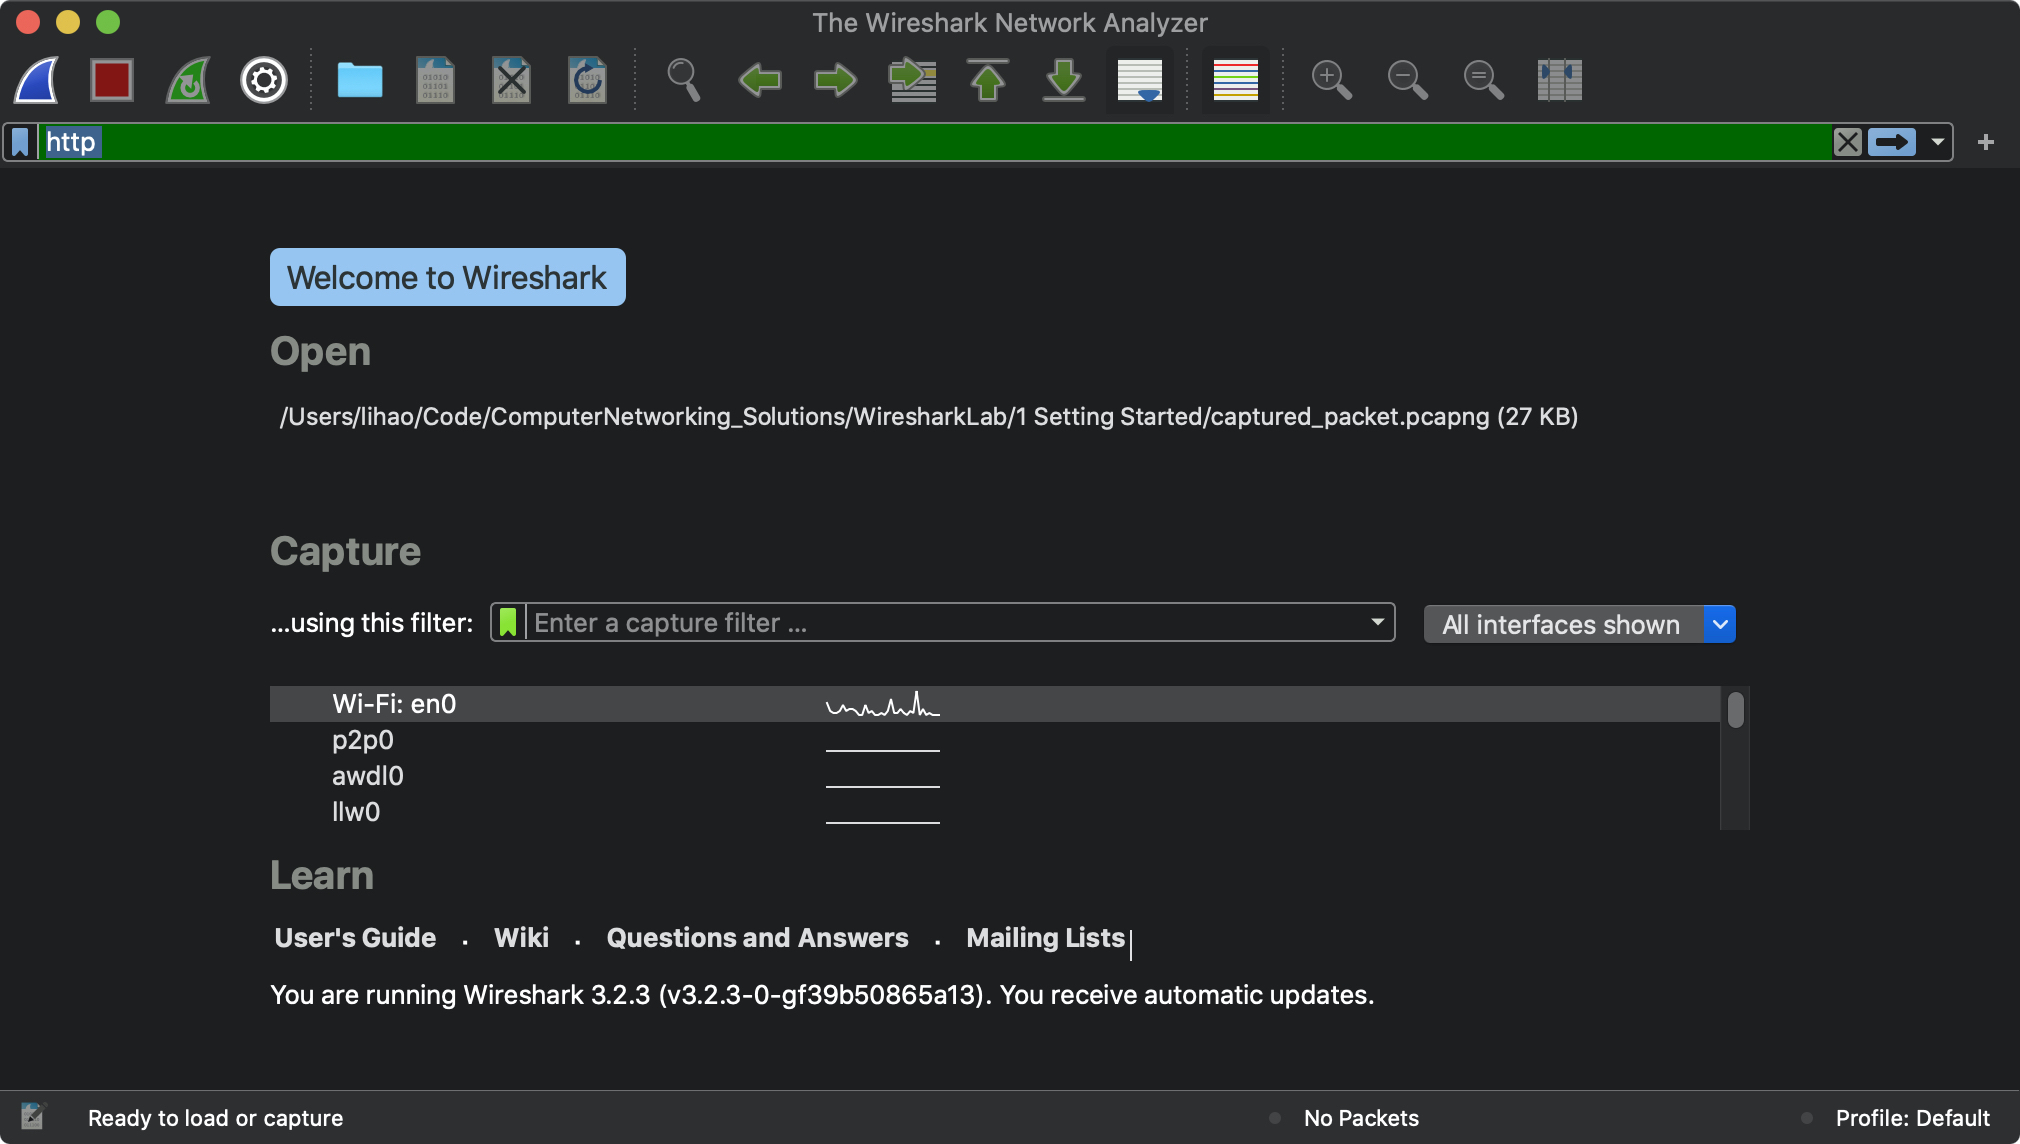 The Wireshark Network Analyzer
http
Welcome to Wireshark
Open
/Users/lihao/Code/ComputerNetworking_Solutions/WiresharkLab/1 Setting Started/captured_packet.pcapng (27 KB)
Capture
...using this filter: Enter a capture filter ... All interfaces shown
Wi-Fi: en0
p2p0
awdl0
llw0
Learn
User's Guide . Wiki . Questions and Answers . Mailing Lists
You are running Wireshark 3.2.3 (v3.2.3-0-gf39b50865a13). You receive automatic updates.
Ready to load or capture No Packets Profile: Default